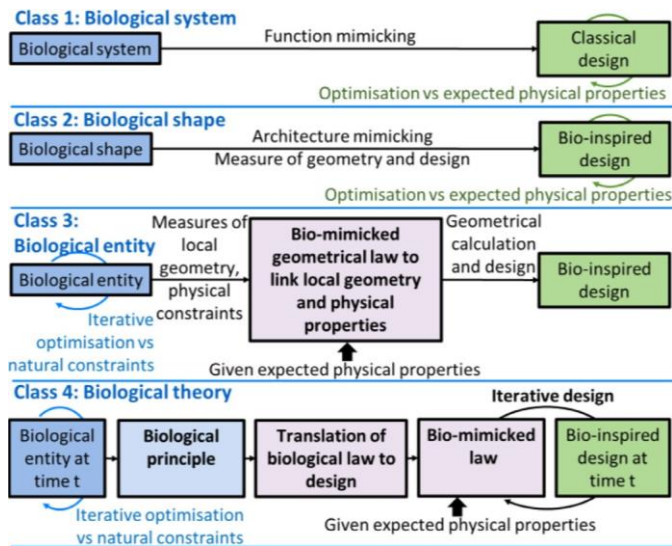 Class 1: Biological system
Biological system
Function mimicking
Classical
design
Optimisation vs expected physical properties
Class 2: Biological shape
Biological shape
Architecture mimicking
Measure of geometry and design
Bio-inspired
design
Optimisation vs expected physical properties
Class 3:
Biological entity
Biological entity
Iterative
optimisation vs
natural constraints
Measures of
local
geometry,
physical
constraints
Bio-mimicked
geometrical law to
link local geometry
and physical
properties
Given expected physical properties
Geometrical
calculation
and design
Bio-inspired
design
Class 4: Biological theory
Biological
entity at
time t
Iterative optimisation
vs natural constraints
Biological
principle
Translation of
biological law to
design
Bio-mimicked
law
Given expected physical properties
Iterative design
Bio-inspired
design at
time t